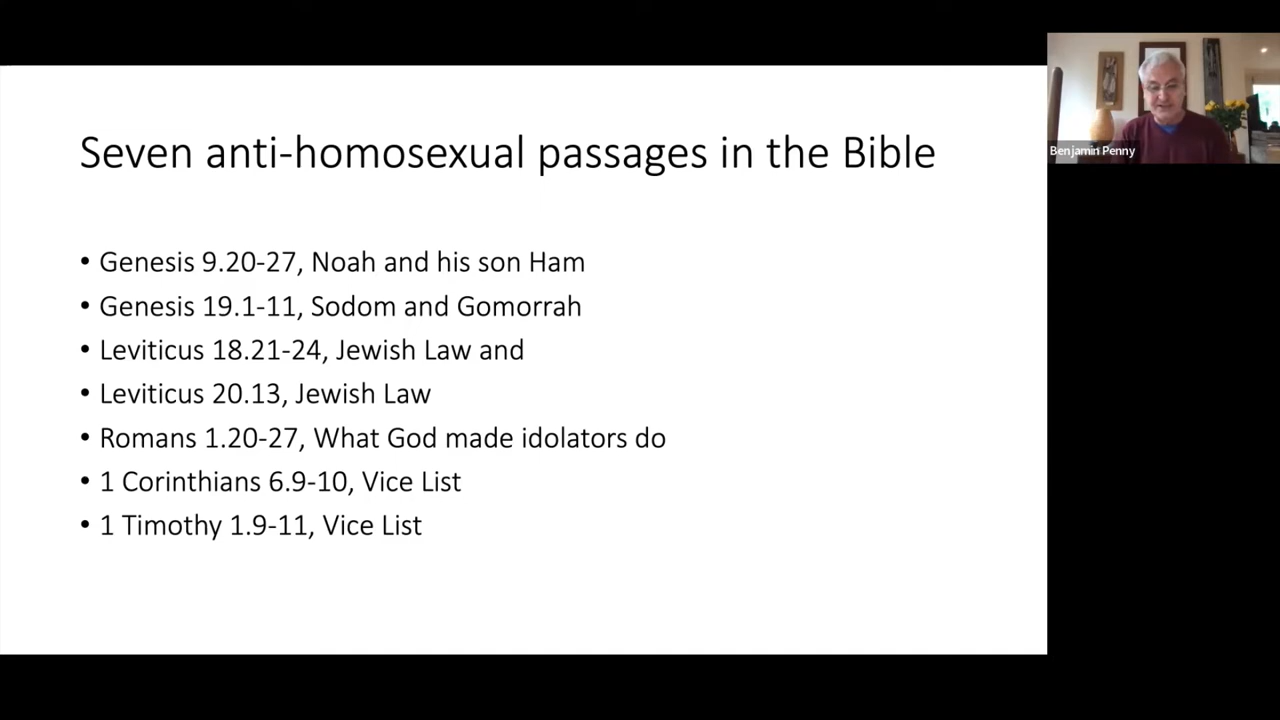 Seven anti-homosexual passages in the Bible
• Genesis 9.20-27, Noah and his son Ham
• Genesis 19.1-11, Sodom and Gomorrah
• Leviticus 18.21-24, Jewish Law and
• Leviticus 20.13, Jewish Law
• Romans 1.20-27, What God made idolators do
• 1 Corinthians 6.9-10, Vice List
• 1 Timothy 1.9-11, Vice List
Benjamin Penny